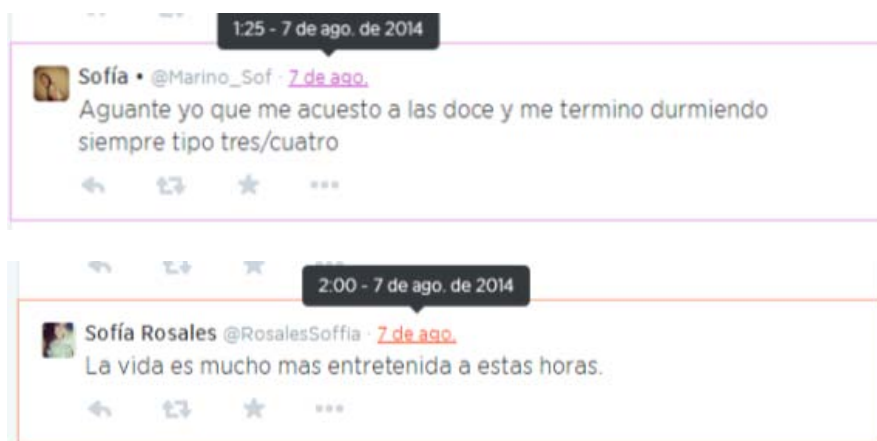 1:25 - 7 de ago. de 2014
Sofía • @Marino_Sof · 7 de ago.
Aguante yo que me acuesto a las doce y me termino durmiendo
siempre tipo tres/cuatro
2:00 - 7 de ago. de 2014
Sofía Rosales @RosalesSoffia · 7 de ago.
La vida es mucho mas entretenida a estas horas.